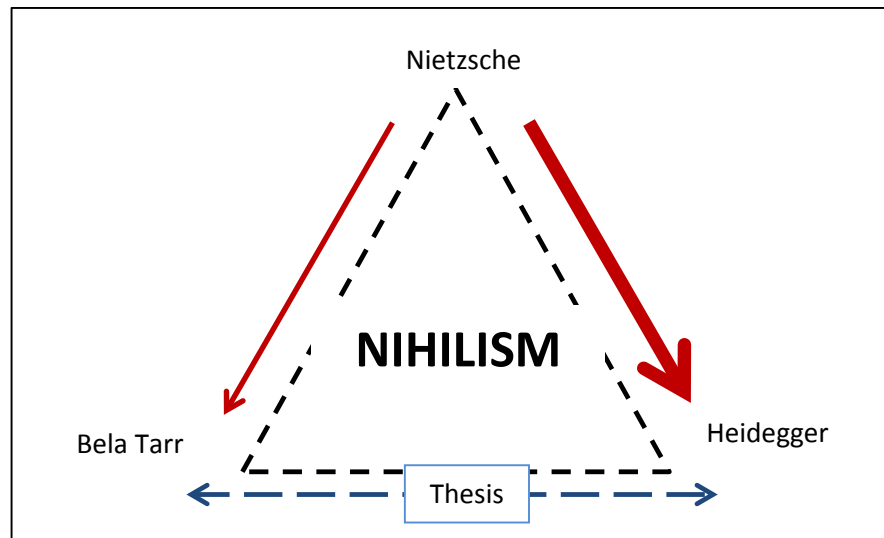 Nietzsche
NIHILISM
Bela Tarr
Heidegger
Thesis